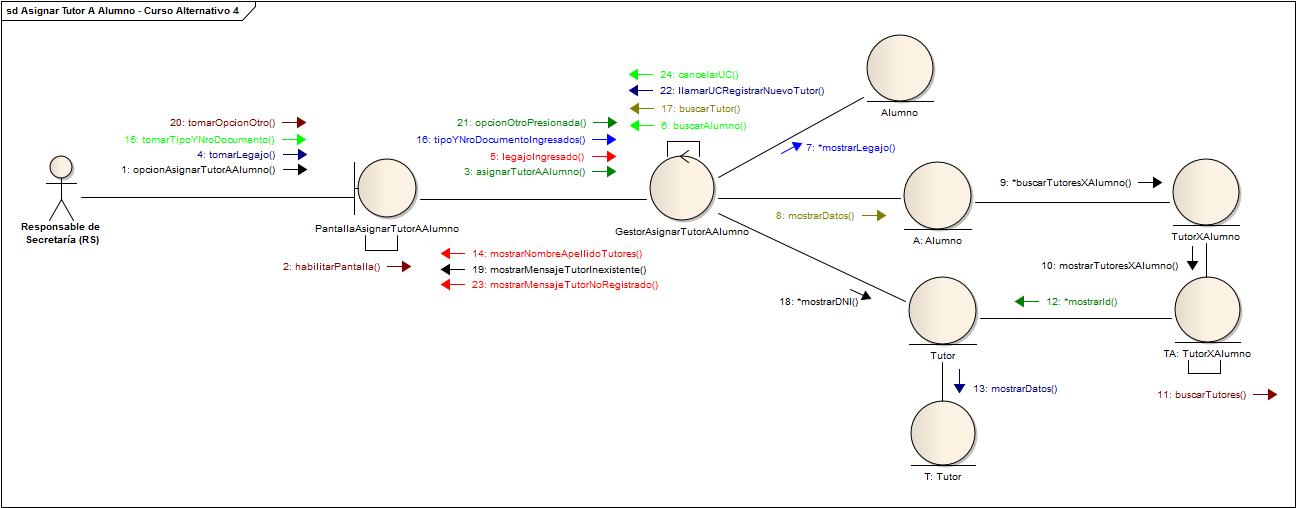 sd Asignar Tutor A Alumno - Curso Alternativo 4
24: cancelarUC()
22: llamarUCRegistrarNuevoTutor()
17: buscarTutor()
6: buscarAlumno()
Alumno
20: tomarOpcionOtro()
15: tomarTipoYNroDocumento()
4: tomarLegajo()
1: opcionAsignarTutorAAlumno()
21: opcionOtroPresionada()
16: tipoYNroDocumentoIngresados()
5: legajoIngresado()
3: asignarTutorAAlumno()
7: *mostrarLegajo()
9: *buscarTutoresXAlumno()
8: mostrarDatos()
Responsable de
Secretaría (RS)
PantallaAsignarTutorAAlumno
GestorAsignarTutorAAlumno
A: Alumno
TutorXAlumno
2: habilitarPantalla()
14: mostrarNombreApellidoTutores()
19: mostrarMensajeTutorInexistente()
23: mostrarMensajeTutorNoRegistrado()
10: mostrarTutoresXAlumno()
18: *mostrarDNI()
12: *mostrarId()
Tutor
TA: TutorXAlumno
13: mostrarDatos()
11: buscarTutores()
T: Tutor